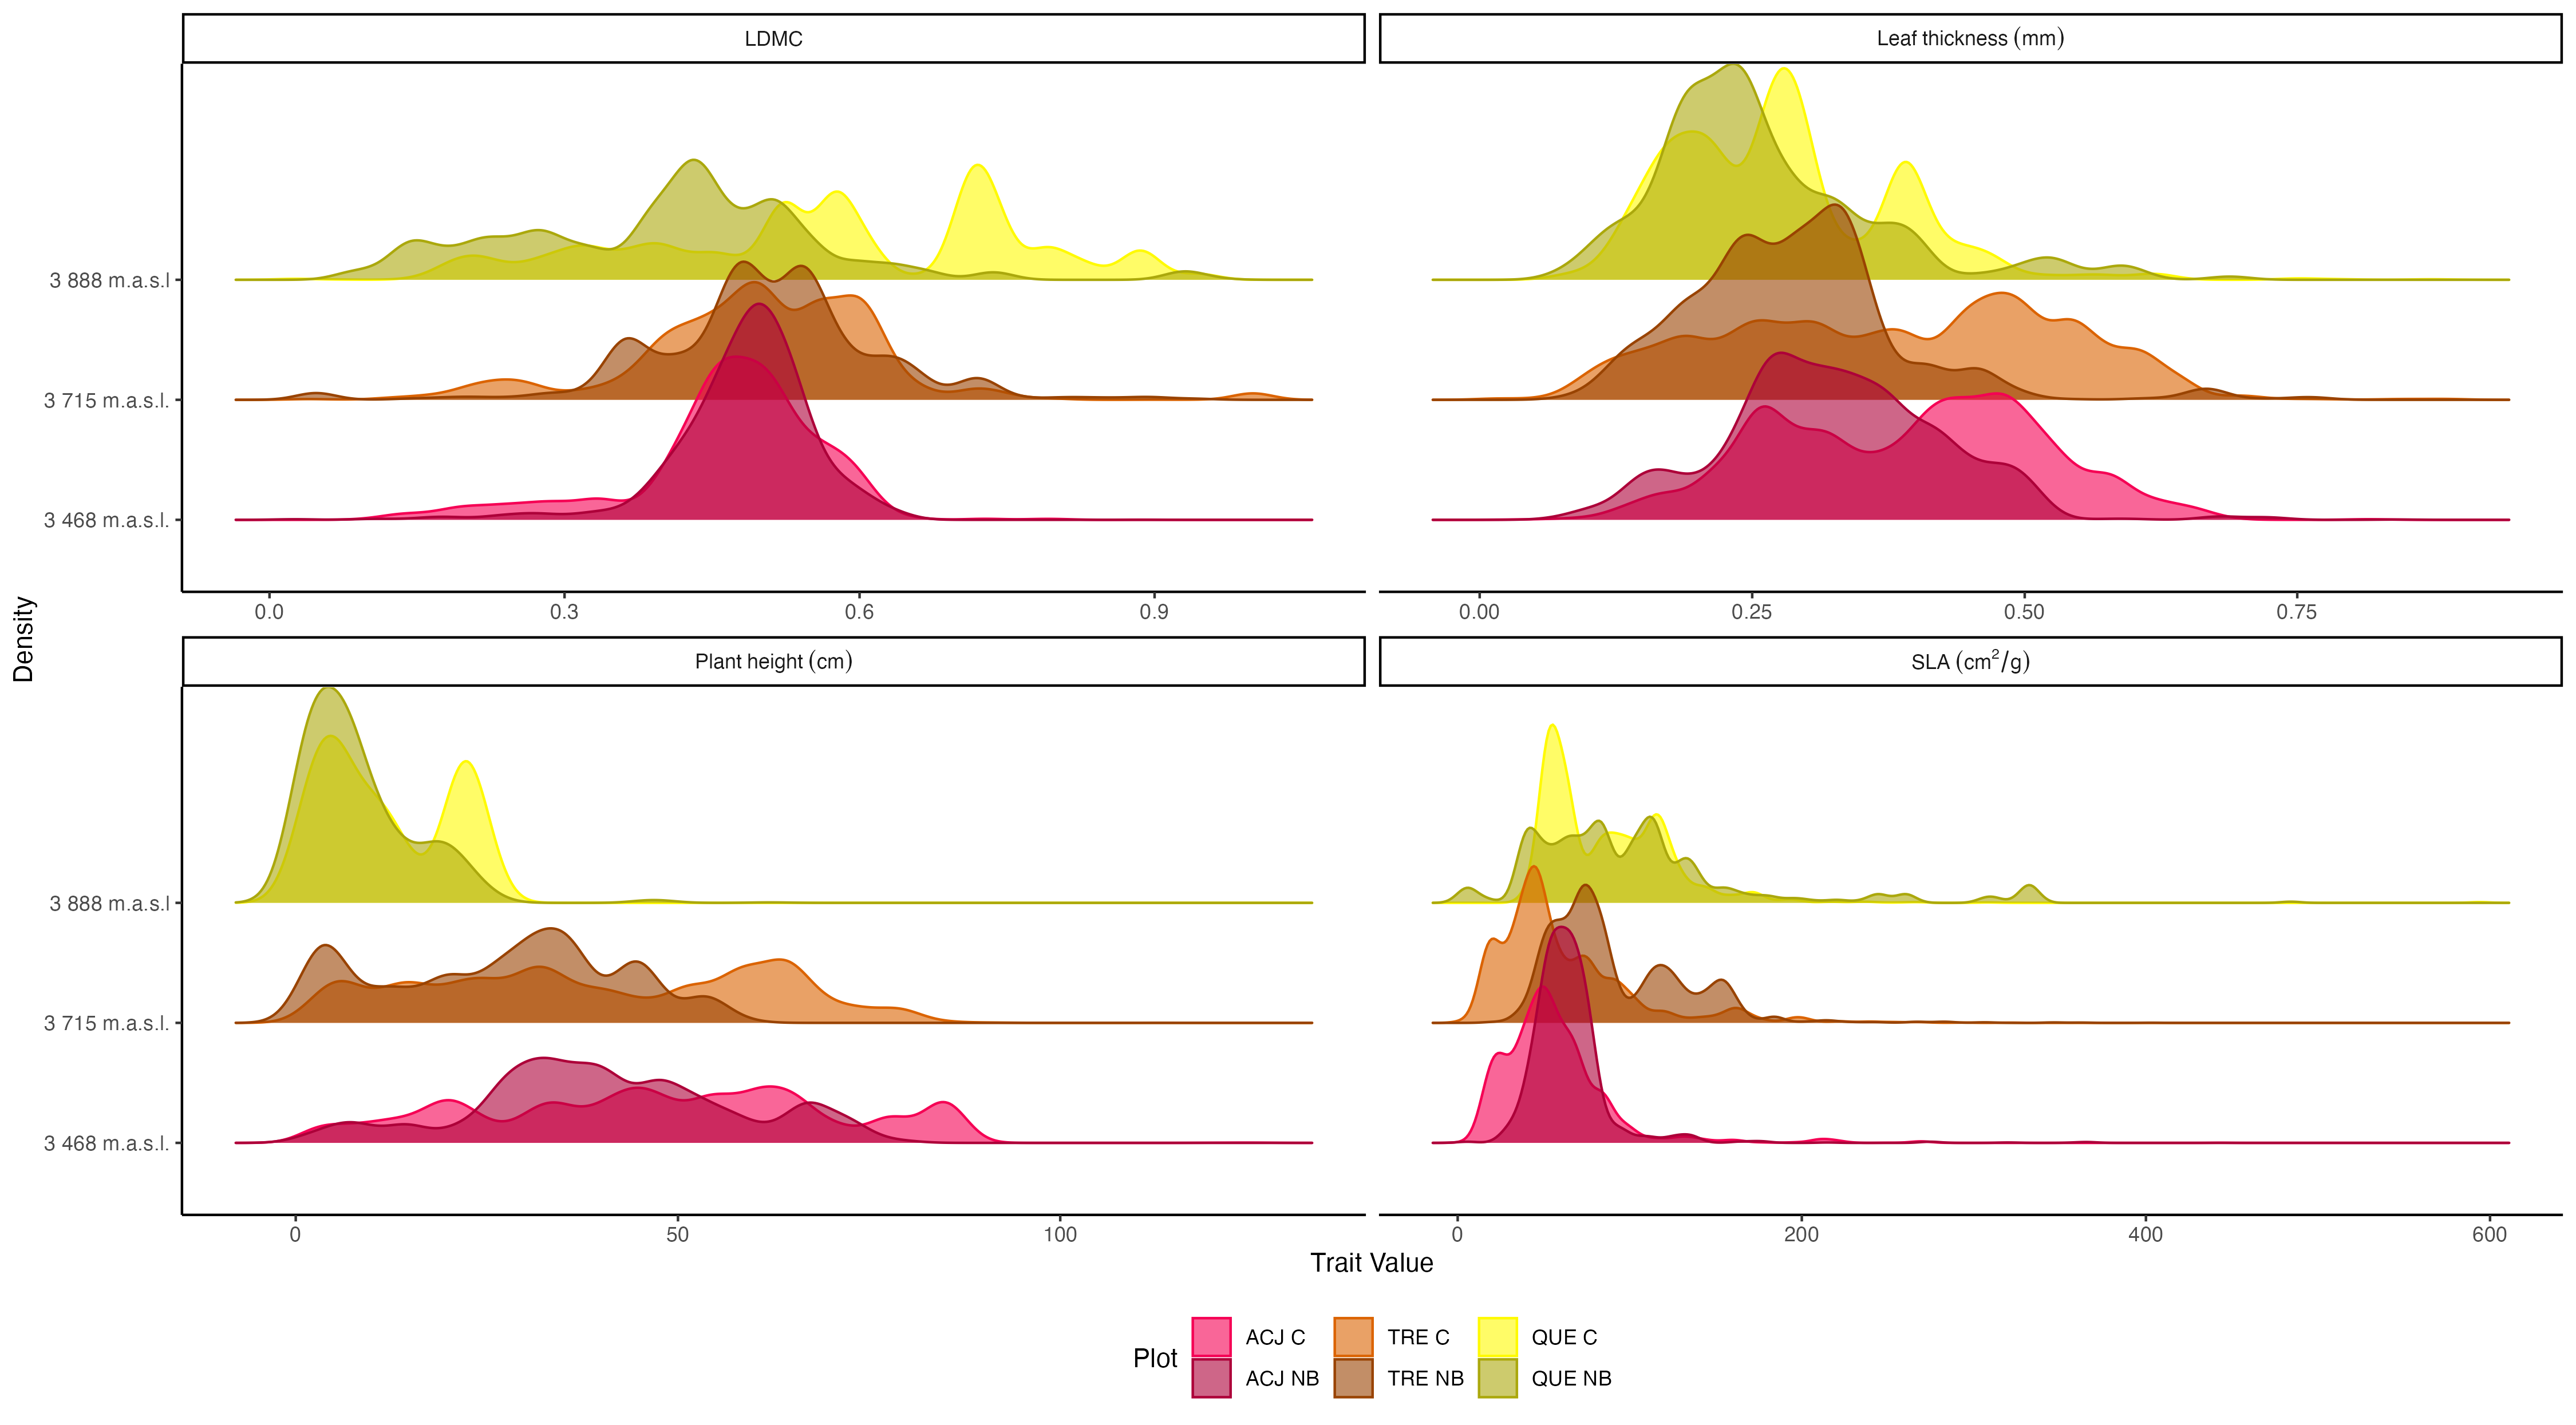 LDMC
Leaf thickness (mm)
3 888 m.a.s.l
3 715 m.a.s.l.
3 468 m.a.s.l.
0.0 0.3 0.6 0.9
0.00 0.25 0.50 0.75
Density
Plant height (cm)
SLA (cm²/g)
3 888 m.a.s.l
3 715 m.a.s.l.
3 468 m.a.s.l.
0 50 100
0 200 400 600
Trait Value
Plot
ACJ C TRE C QUE C
ACJ NB TRE NB QUE NB